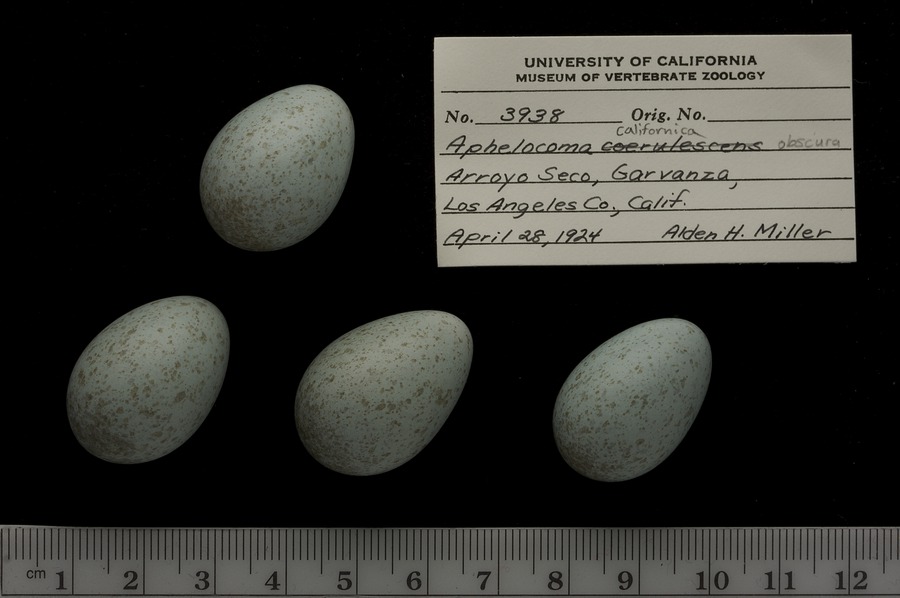 UNIVERSITY OF CALIFORNIA
MUSEUM OF VERTEBRATE ZOOLOGY
No. 3938 Orig. No.
californica
Aphelocoma coerulescens obscura
Arroyo Seco, Garvanza,
Los Angeles Co., Calif.
April 28, 1924 Alden H. Miller
cm 1 2 3 4 5 6 7 8 9 10 11 12